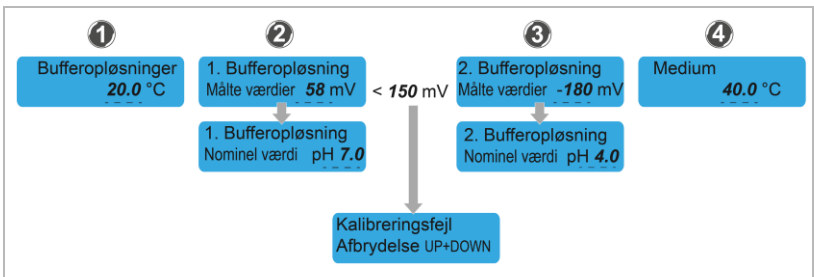 1
2
3
4
Bufferopløsninger
20.0 °C
1. Bufferopløsning
Målte værdier 58 mV
< 150 mV
2. Bufferopløsning
Målte værdier -180 mV
Medium
40.0 °C
1. Bufferopløsning
Nominel værdi pH 7.0
2. Bufferopløsning
Nominel værdi pH 4.0
Kalibreringsfejl
Afbrydelse UP+DOWN